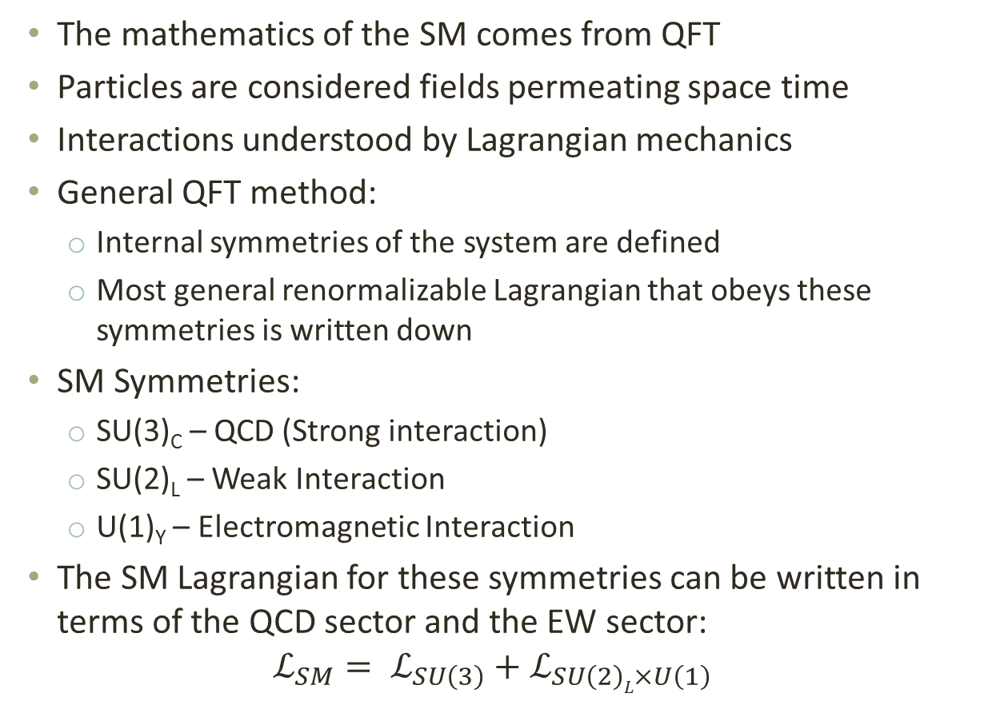 • The mathematics of the SM comes from QFT
• Particles are considered fields permeating space time
• Interactions understood by Lagrangian mechanics
• General QFT method:
○ Internal symmetries of the system are defined
○ Most general renormalizable Lagrangian that obeys these
symmetries is written down
• SM Symmetries:
○ SU(3)_C – QCD (Strong interaction)
○ SU(2)_L – Weak Interaction
○ U(1)_Y – Electromagnetic Interaction
• The SM Lagrangian for these symmetries can be written in
terms of the QCD sector and the EW sector:
ℒ_{SM} = ℒ_{SU(3)} + ℒ_{SU(2)_L×U(1)}